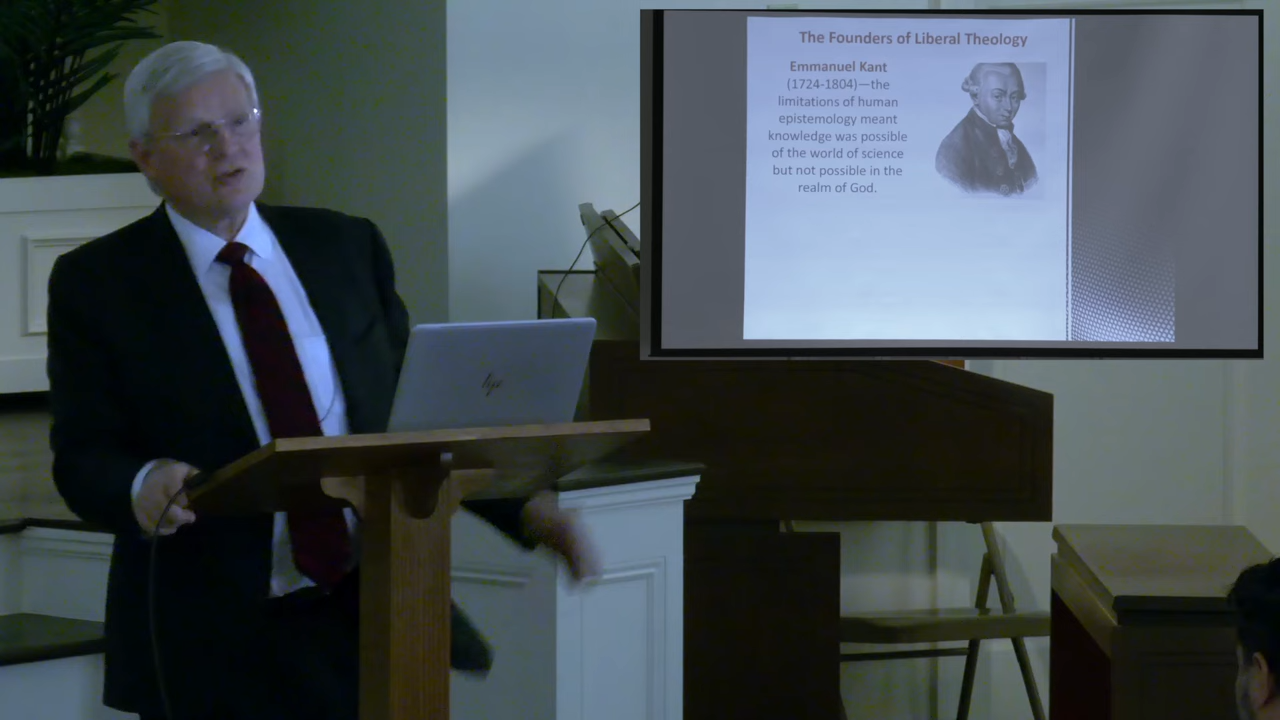 The Founders of Liberal Theology
Emmanuel Kant
(1724-1804)—the
limitations of human
epistemology meant
knowledge was possible
of the world of science
but not possible in the
realm of God.
hp